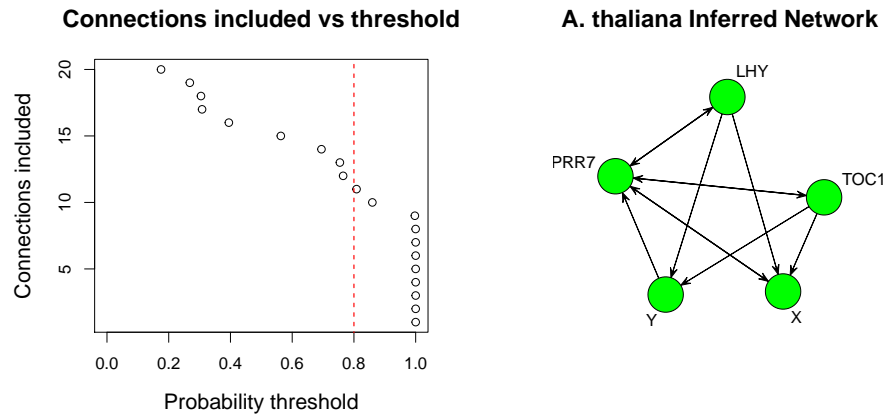 Connections included vs threshold
A. thaliana Inferred Network
Connections included
20
15
10
5
0.0 0.2 0.4 0.6 0.8 1.0
Probability threshold
LHY
PRR7
TOC1
Y
X